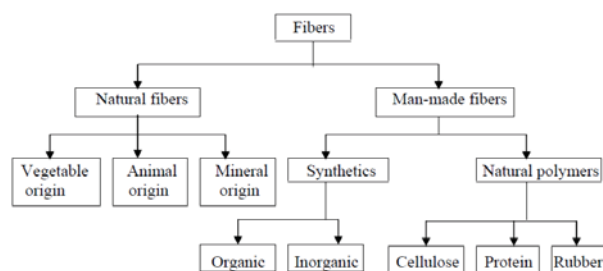 Fibers
Natural fibers
Man-made fibers
Vegetable
origin
Animal
origin
Mineral
origin
Synthetics
Natural polymers
Organic
Inorganic
Cellulose
Protein
Rubber